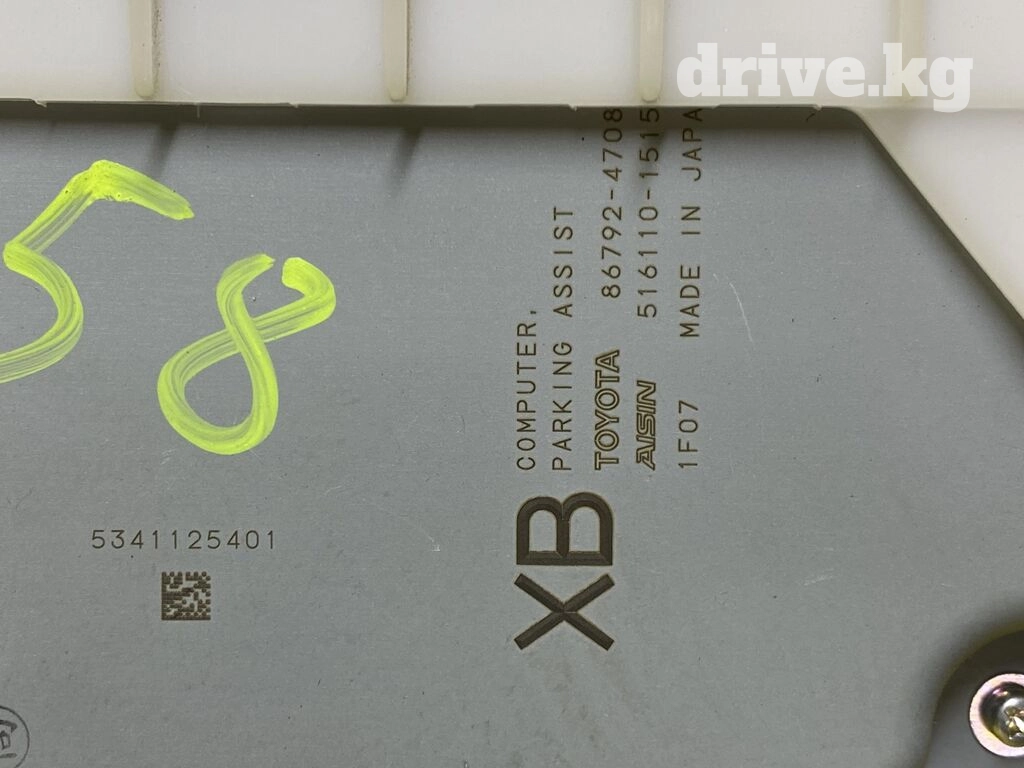 drive.kg
58
COMPUTER,
PARKING ASSIST
TOYOTA 86792-4708
AISIN 516110-1515
1F07 MADE IN JAPA
XB
5341125401